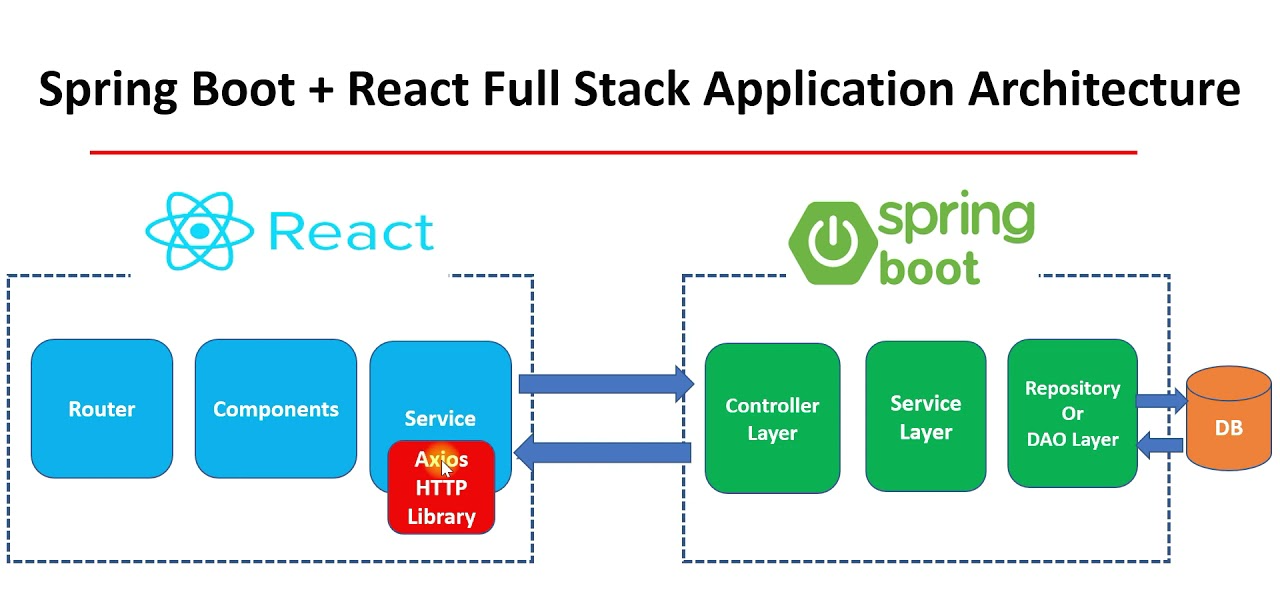 Spring Boot + React Full Stack Application Architecture
React
spring
boot
Router
Components
Service
Axios
HTTP
Library
Controller
Layer
Service
Layer
Repository
Or
DAO Layer
DB